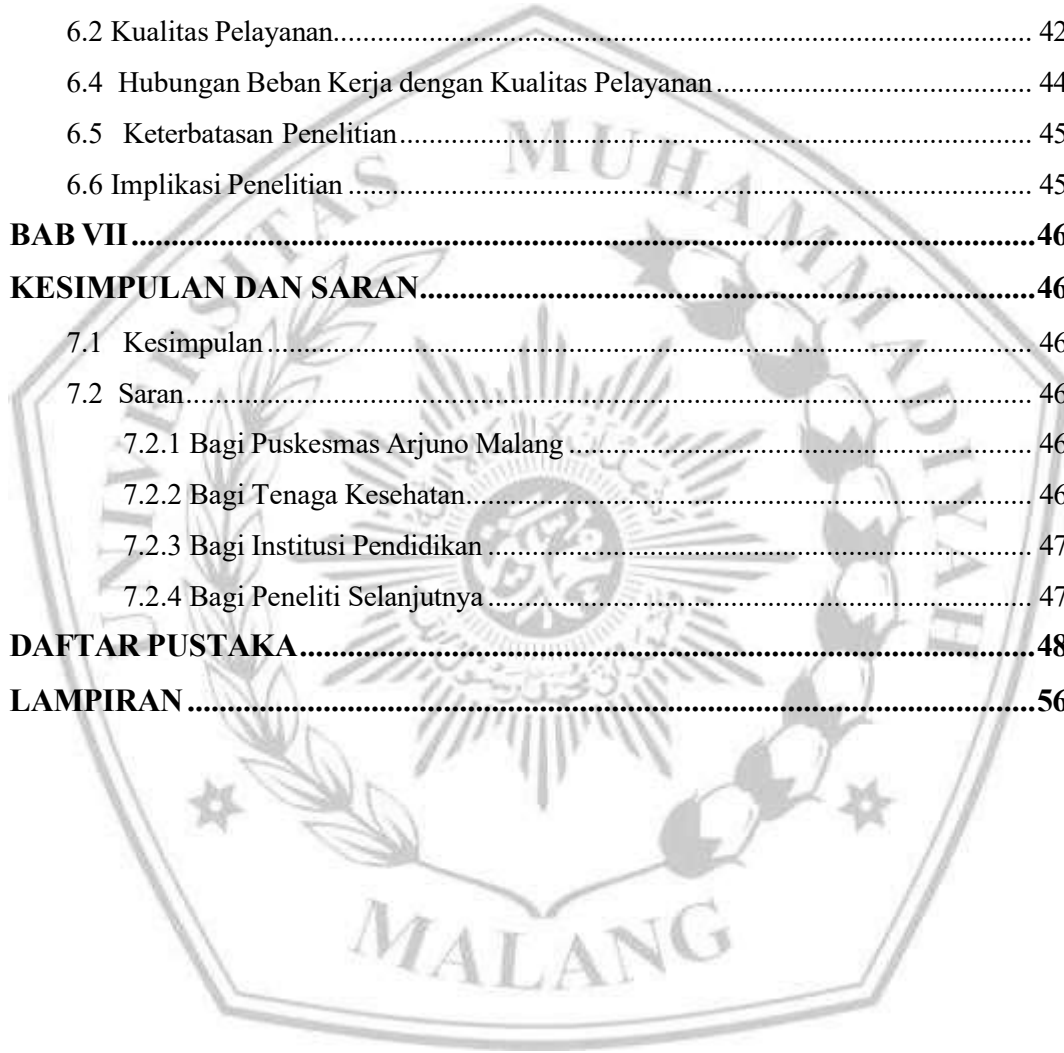 6.2 Kualitas Pelayanan.......... 42
6.4 Hubungan Beban Kerja dengan Kualitas Pelayanan.......... 44
6.5 Keterbatasan Penelitian.......... 45
6.6 Implikasi Penelitian.......... 45
BAB VII.......... 46
KESIMPULAN DAN SARAN.......... 46
7.1 Kesimpulan.......... 46
7.2 Saran.......... 46
7.2.1 Bagi Puskesmas Arjuno Malang.......... 46
7.2.2 Bagi Tenaga Kesehatan.......... 46
7.2.3 Bagi Institusi Pendidikan.......... 47
7.2.4 Bagi Peneliti Selanjutnya.......... 47
DAFTAR PUSTAKA.......... 48
LAMPIRAN.......... 56
UNIVERSITAS MUHAMMADIYAH
MALANG